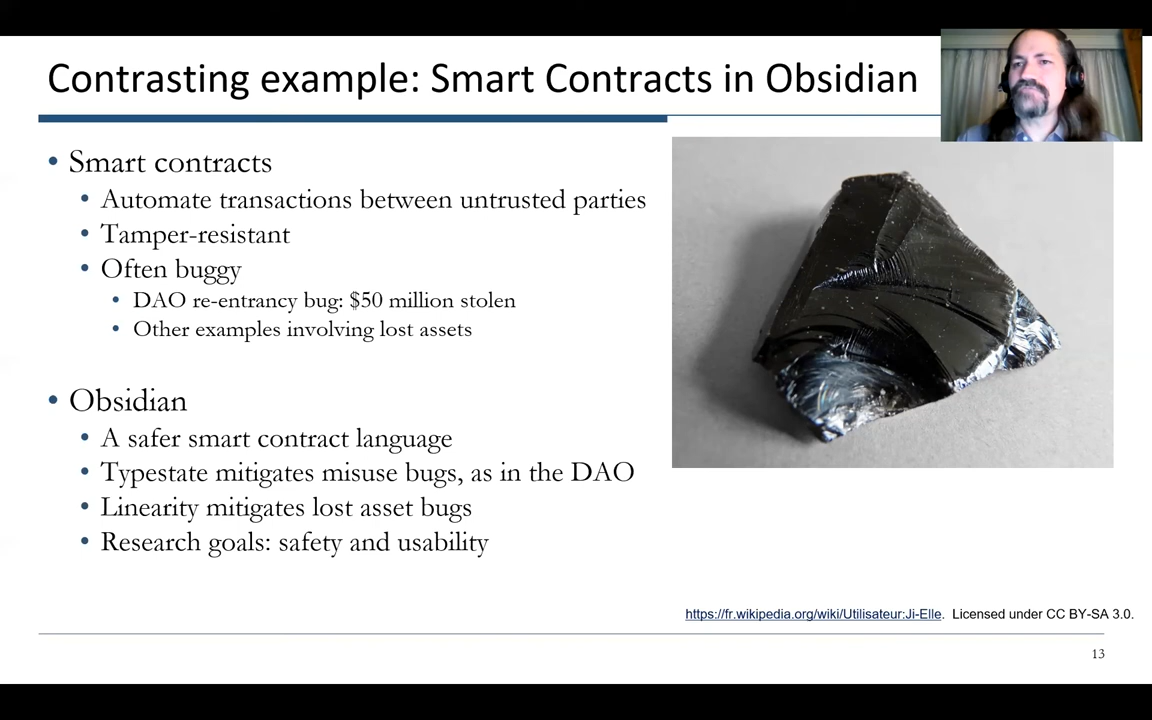 Contrasting example: Smart Contracts in Obsidian
• Smart contracts
• Automate transactions between untrusted parties
• Tamper-resistant
• Often buggy
• DAO re-entrancy bug: $50 million stolen
• Other examples involving lost assets
• Obsidian
• A safer smart contract language
• Typestate mitigates misuse bugs, as in the DAO
• Linearity mitigates lost asset bugs
• Research goals: safety and usability
https://fr.wikipedia.org/wiki/Utilisateur:Ji-Elle. Licensed under CC BY-SA 3.0.
13